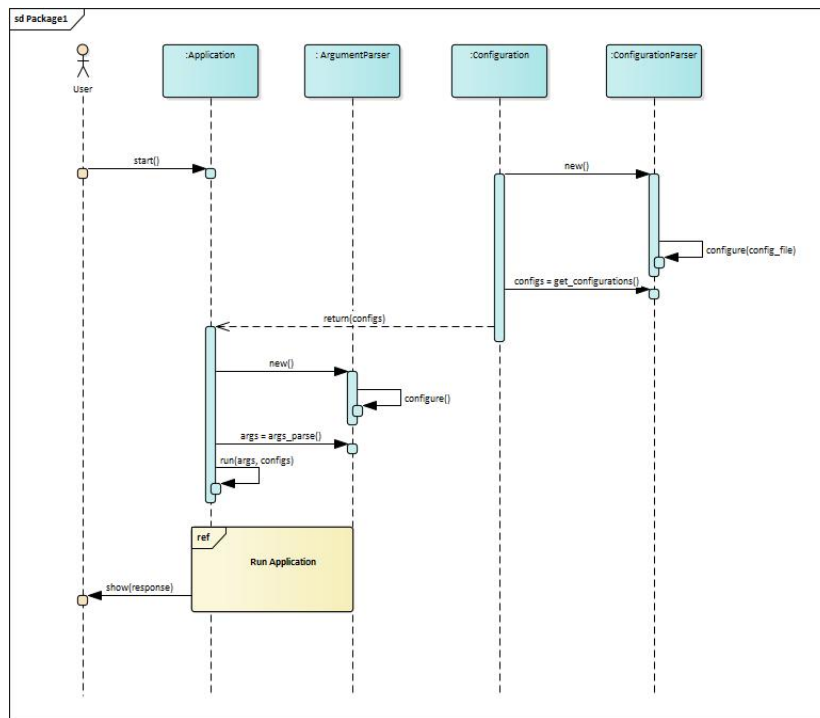 sd Package1
:Application
: ArgumentParser
:Configuration
:ConfigurationParser
User
start()
new()
configure(config_file)
configs = get_configurations()
return(configs)
new()
configure()
args = args_parse()
run(args, configs)
ref
Run Application
show(response)